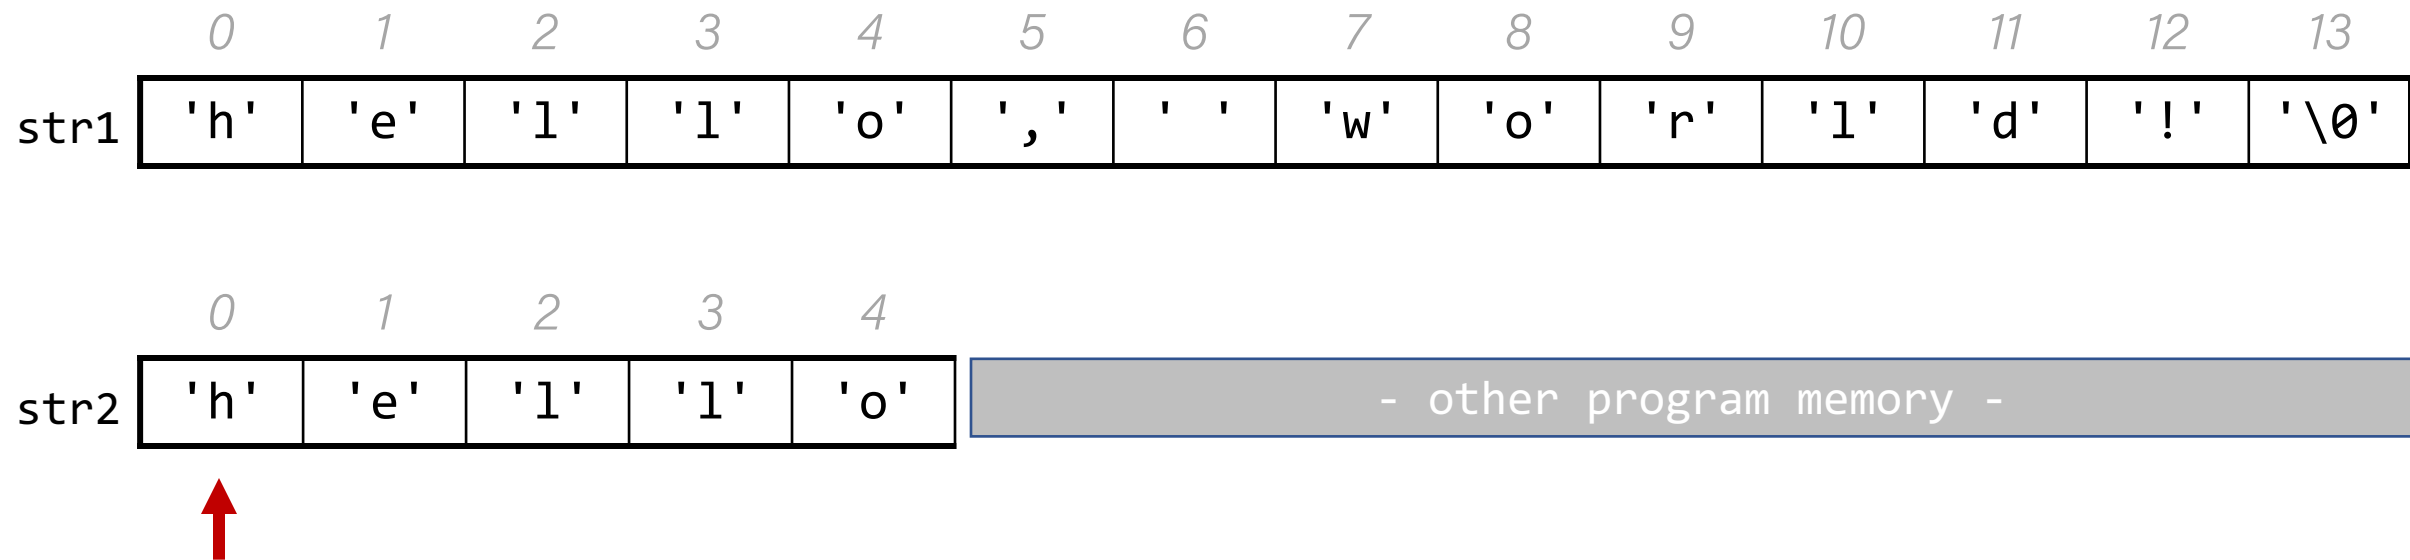 0 1 2 3 4 5 6 7 8 9 10 11 12 13
str1 'h' 'e' 'l' 'l' 'o' ',' ' ' 'w' 'o' 'r' 'l' 'd' '!' '\0'
0 1 2 3 4
str2 'h' 'e' 'l' 'l' 'o' - other program memory -